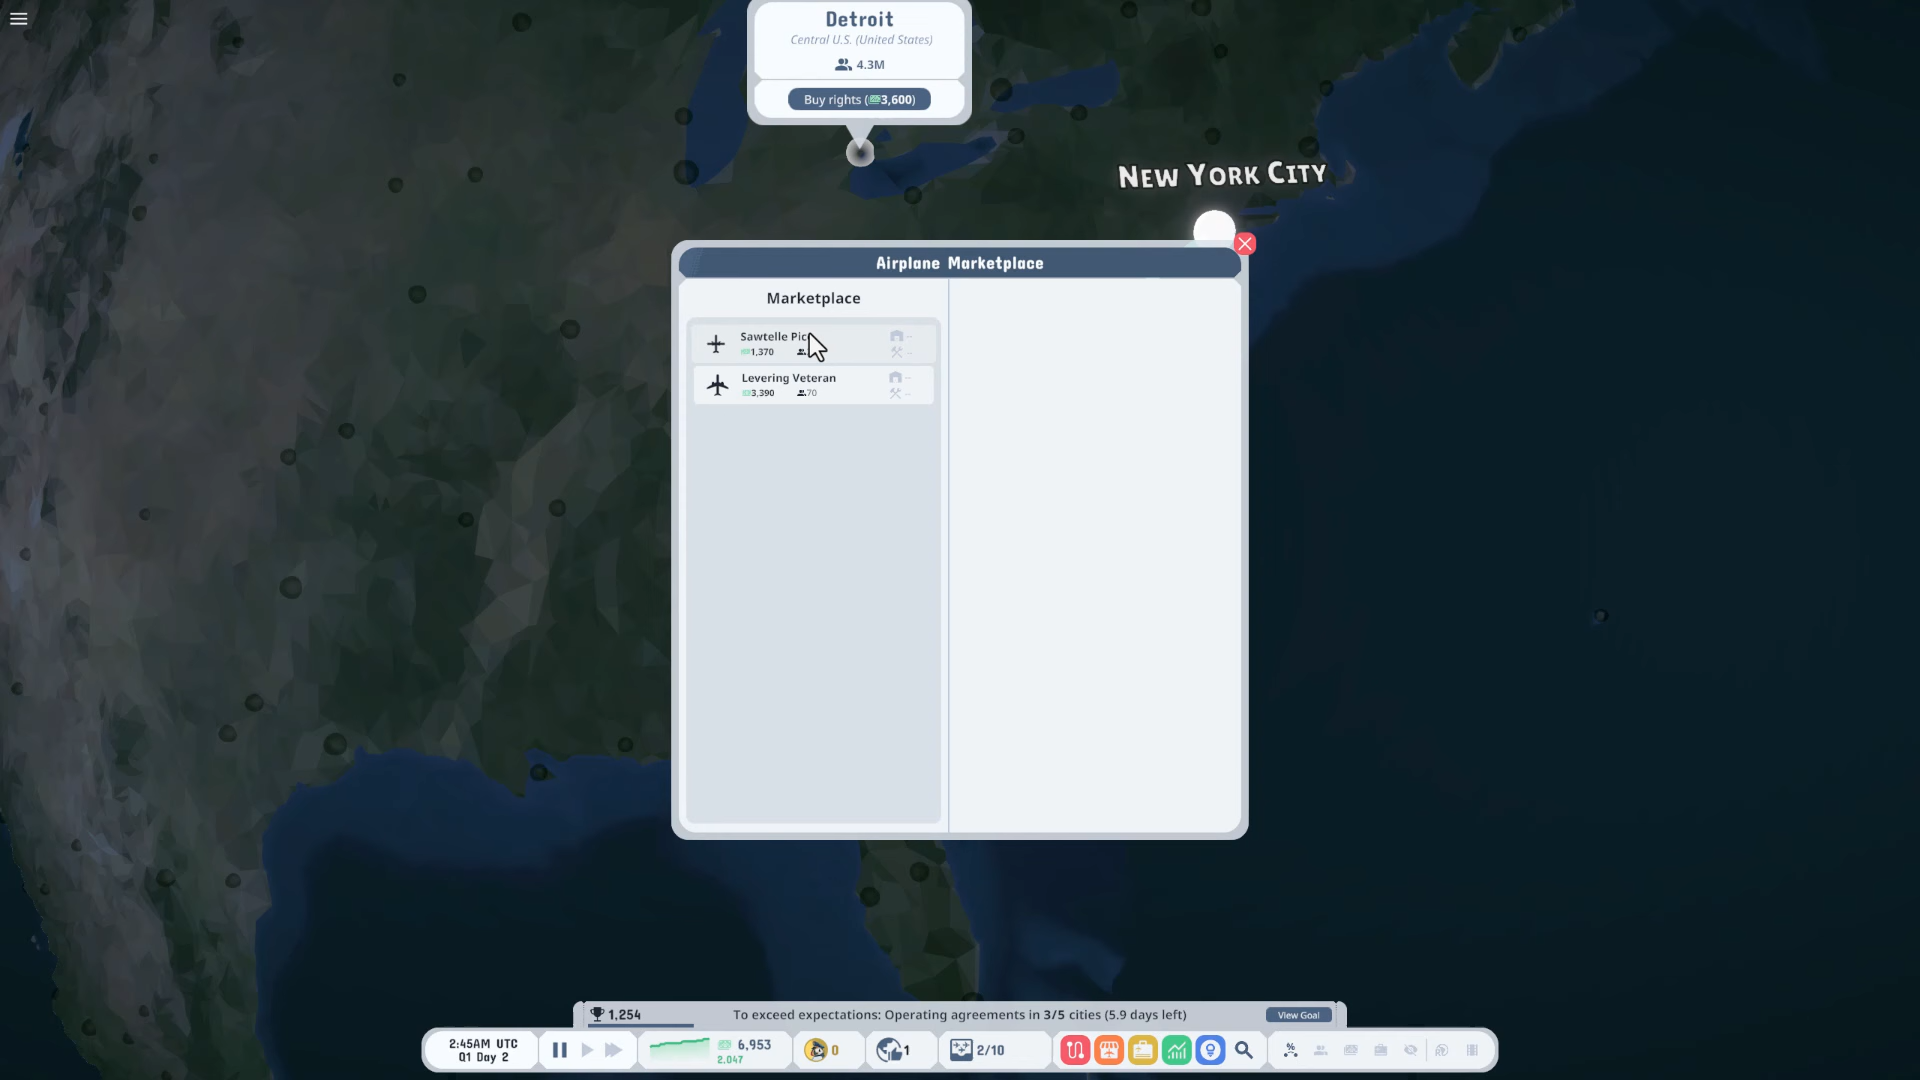 Detroit
Central U.S. (United States)
4.3M
Buy rights (3,600)
NEW YORK CITY
Airplane Marketplace
Marketplace
Sawtelle
1,370
--
--
Levering Veteran
3,390
70
--
--
1,254
To exceed expectations: Operating agreements in 3/5 cities (5.9 days left)
View Goal
2:45AM UTC
Q1 Day 2
6,953
2,047
0
1
2/10
%